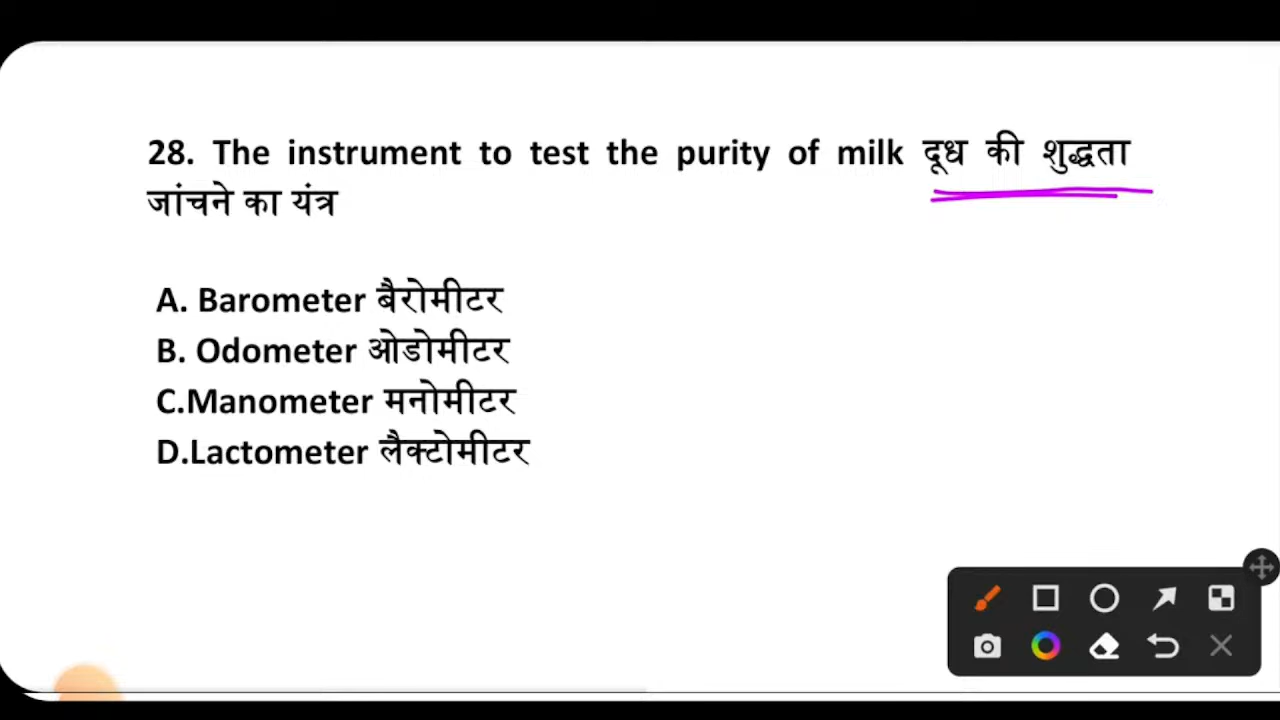 28. The instrument to test the purity of milk दूध की शुद्धता
जांचने का यंत्र
A. Barometer बैरोमीटर
B. Odometer ओडोमीटर
C.Manometer मनोमीटर
D.Lactometer लैक्टोमीटर